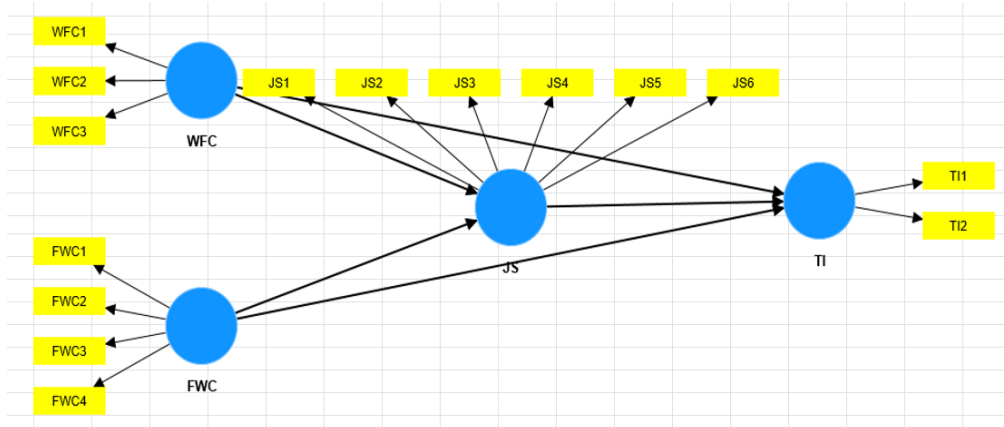 WFC1
WFC2
WFC3
WFC
JS1
JS2
JS3
JS4
JS5
JS6
JS
TI1
TI2
TI
FWC1
FWC2
FWC3
FWC4
FWC